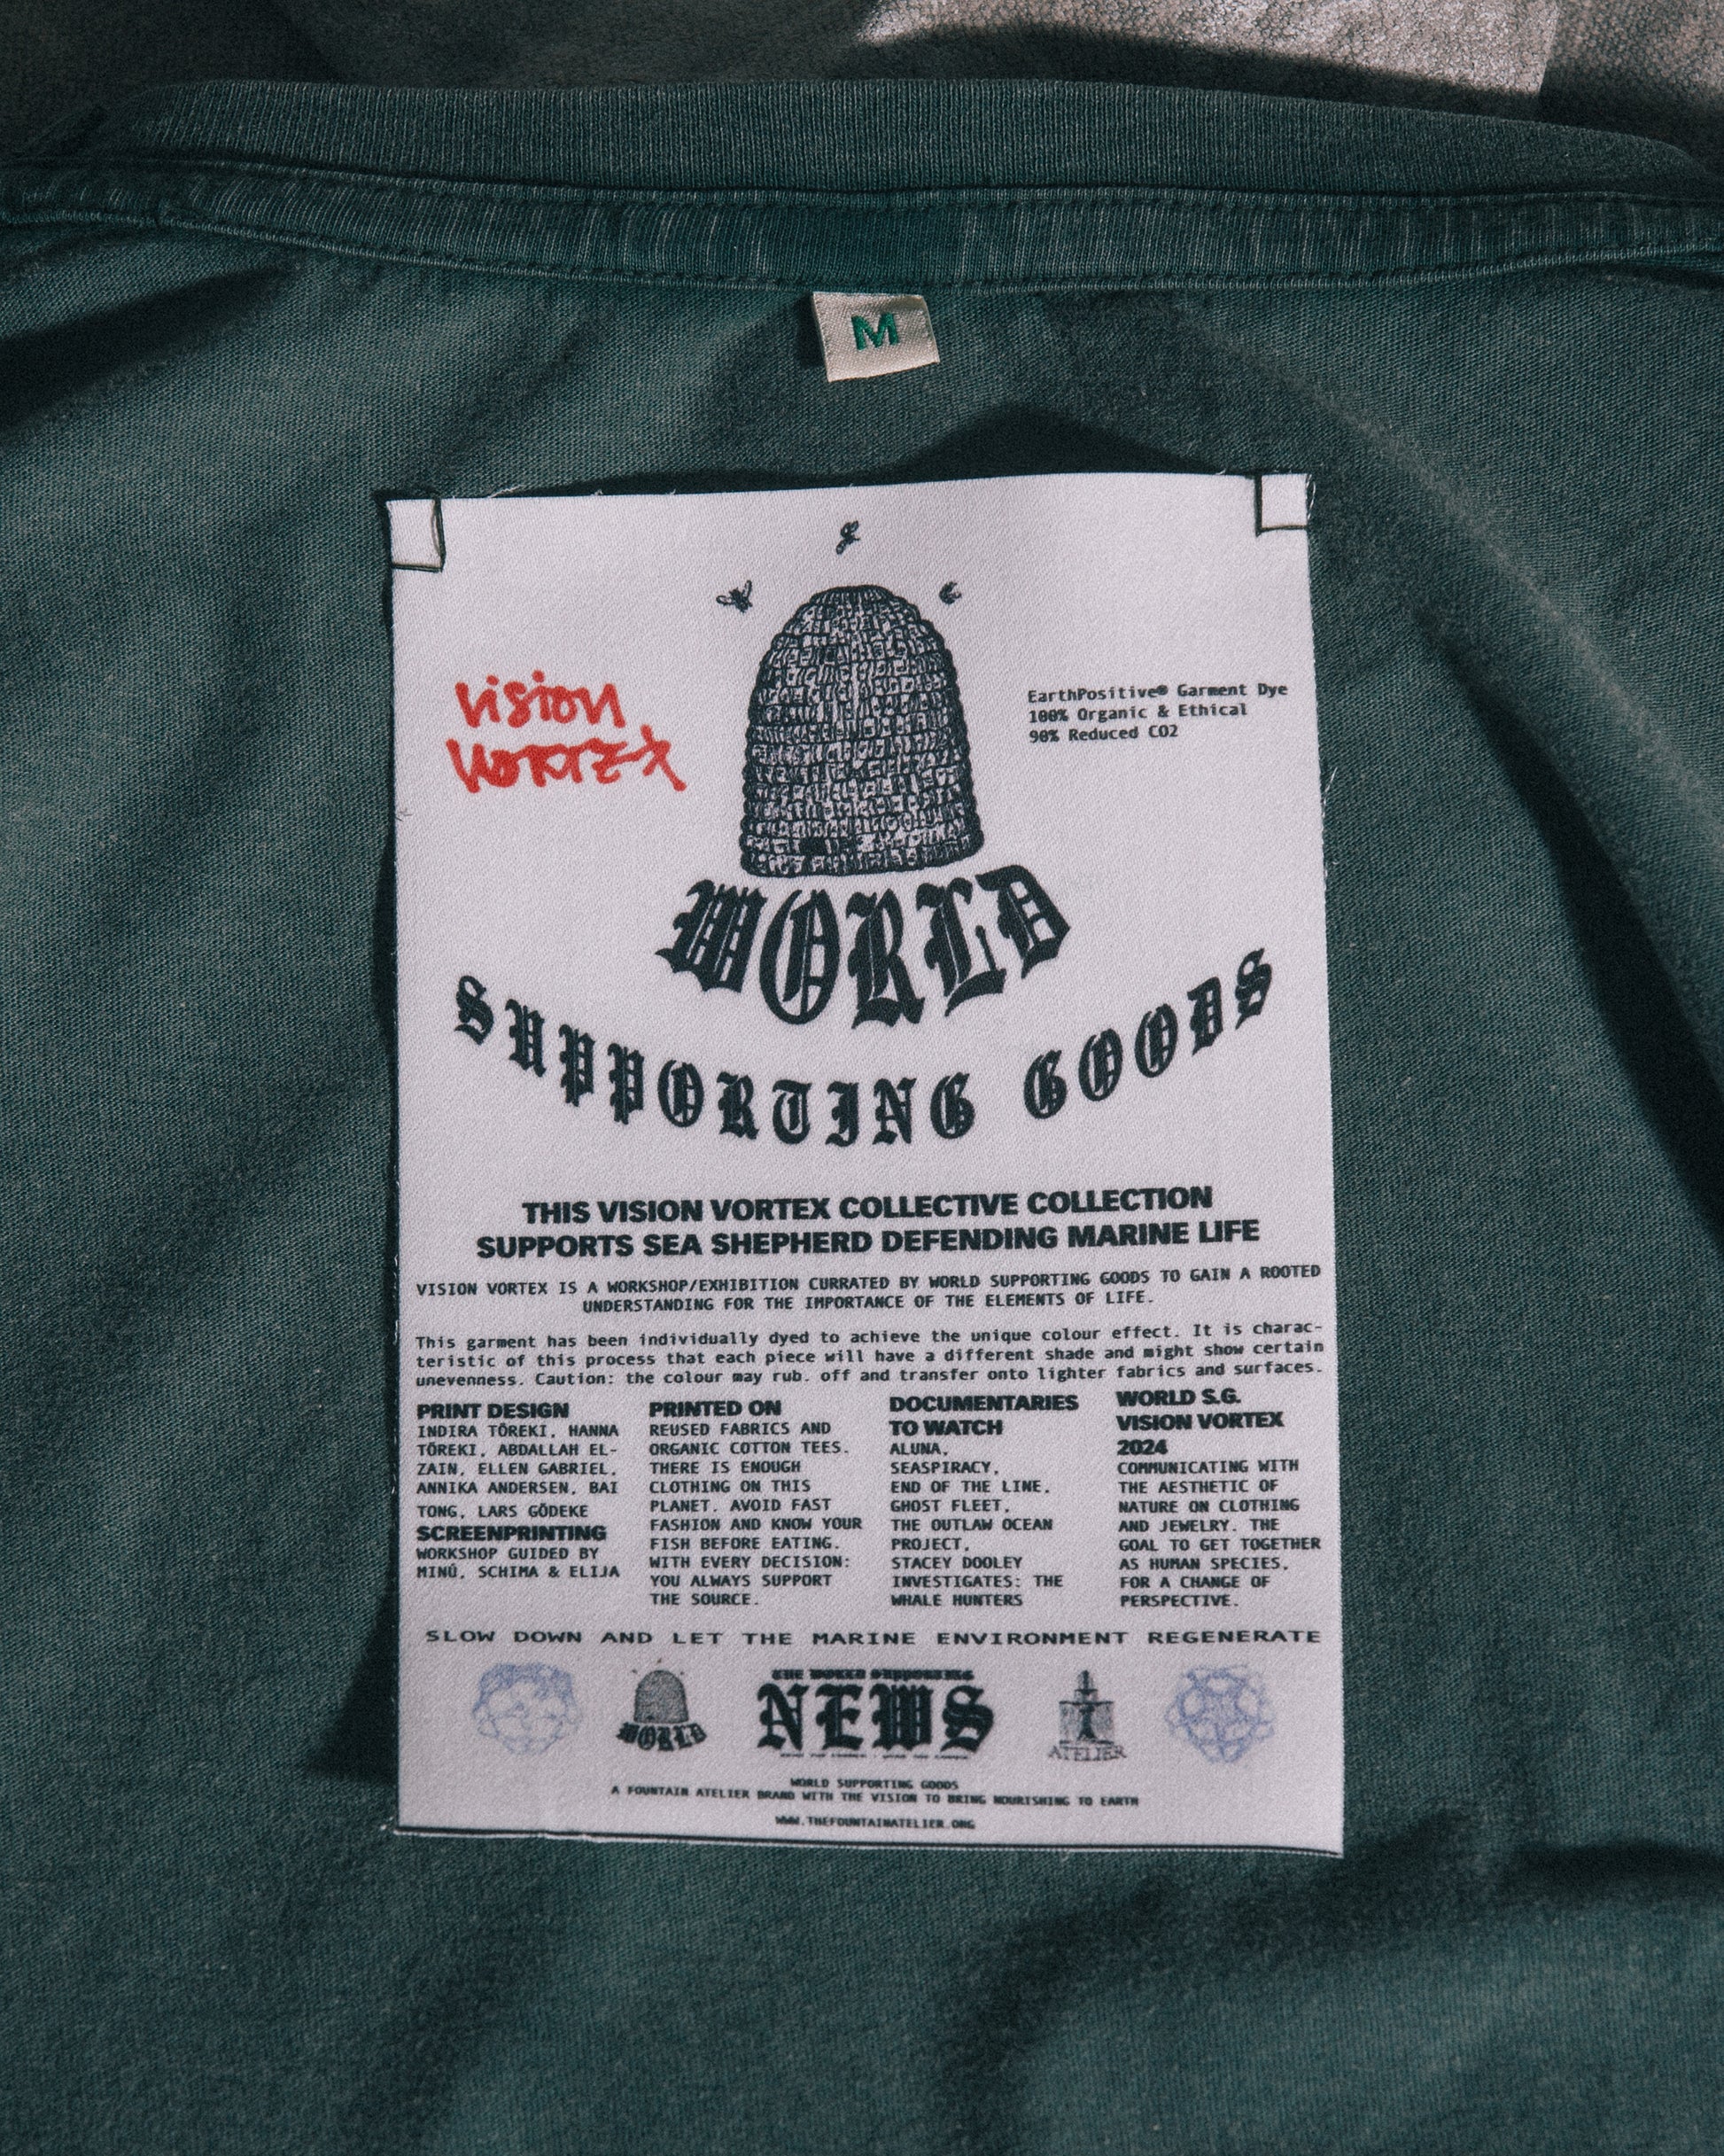 M
vision
VORTEX
EarthPositive® Garment Dye
100% Organic & Ethical
90% Reduced CO2
WORLD
SUPPORTING GOODS
THIS VISION VORTEX COLLECTIVE COLLECTION
SUPPORTS SEA SHEPHERD DEFENDING MARINE LIFE
VISION VORTEX IS A WORKSHOP/EXHIBITION CURRATED BY WORLD SUPPORTING GOODS TO GAIN A ROOTED
UNDERSTANDING FOR THE IMPORTANCE OF THE ELEMENTS OF LIFE.
This garment has been individually dyed to achieve the unique colour effect. It is charac-
teristic of this process that each piece will have a different shade and might show certain
unevenness. Caution: the colour may rub. off and transfer onto lighter fabrics and surfaces.
PRINT DESIGN
INDIRA TÖREKI, HANNA
TÖREKI, ABDALLAH EL-
ZAIN, ELLEN GABRIEL,
ANNIKA ANDERSEN, BAI
TONG, LARS GÖDEKE
SCREENPRINTING
WORKSHOP GUIDED BY
MINÛ, SCHIMA & ELIJA
PRINTED ON
REUSED FABRICS AND
ORGANIC COTTON TEES.
THERE IS ENOUGH
CLOTHING ON THIS
PLANET. AVOID FAST
FASHION AND KNOW YOUR
FISH BEFORE EATING.
WITH EVERY DECISION:
YOU ALWAYS SUPPORT
THE SOURCE.
DOCUMENTARIES
TO WATCH
ALUNA,
SEASPIRACY,
END OF THE LINE,
GHOST FLEET,
THE OUTLAW OCEAN
PROJECT,
STACEY DOOLEY
INVESTIGATES: THE
WHALE HUNTERS
WORLD S.G.
VISION VORTEX
2024
COMMUNICATING WITH
THE AESTHETIC OF
NATURE ON CLOTHING
AND JEWELRY. THE
GOAL TO GET TOGETHER
AS HUMAN SPECIES,
FOR A CHANGE OF
PERSPECTIVE.
SLOW DOWN AND LET THE MARINE ENVIRONMENT REGENERATE
WORLD
THE WORLD SUPPORTING
NEWS
ATELIER
WORLD SUPPORTING GOODS
A FOUNTAIN ATELIER BRAND WITH THE VISION TO BRING NOURISHING TO EARTH
WWW.THEFOUNTAINATELIER.ORG